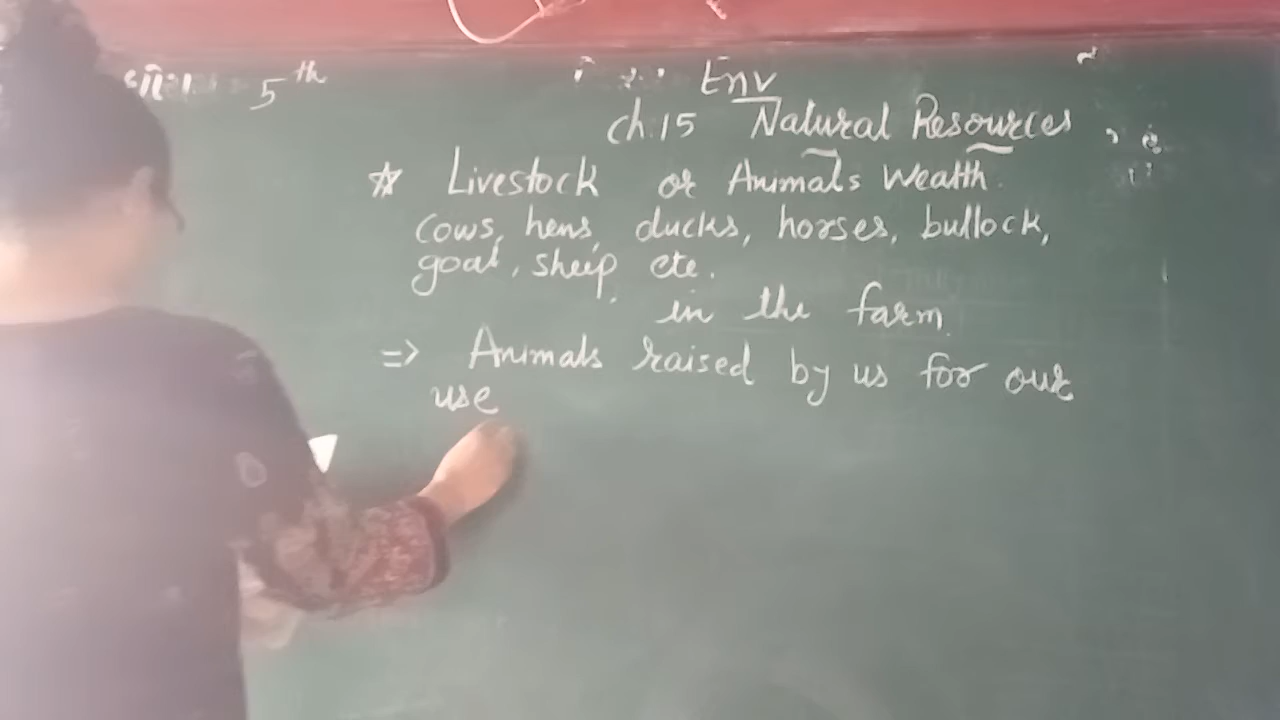 5th
Env
ch.15 Natural Resources
☆ Livestock or Animals Wealth.
Cows, hens, ducks, horses, bullock,
goat, sheep, etc.
in the farm.
=> Animals raised by us for our
use